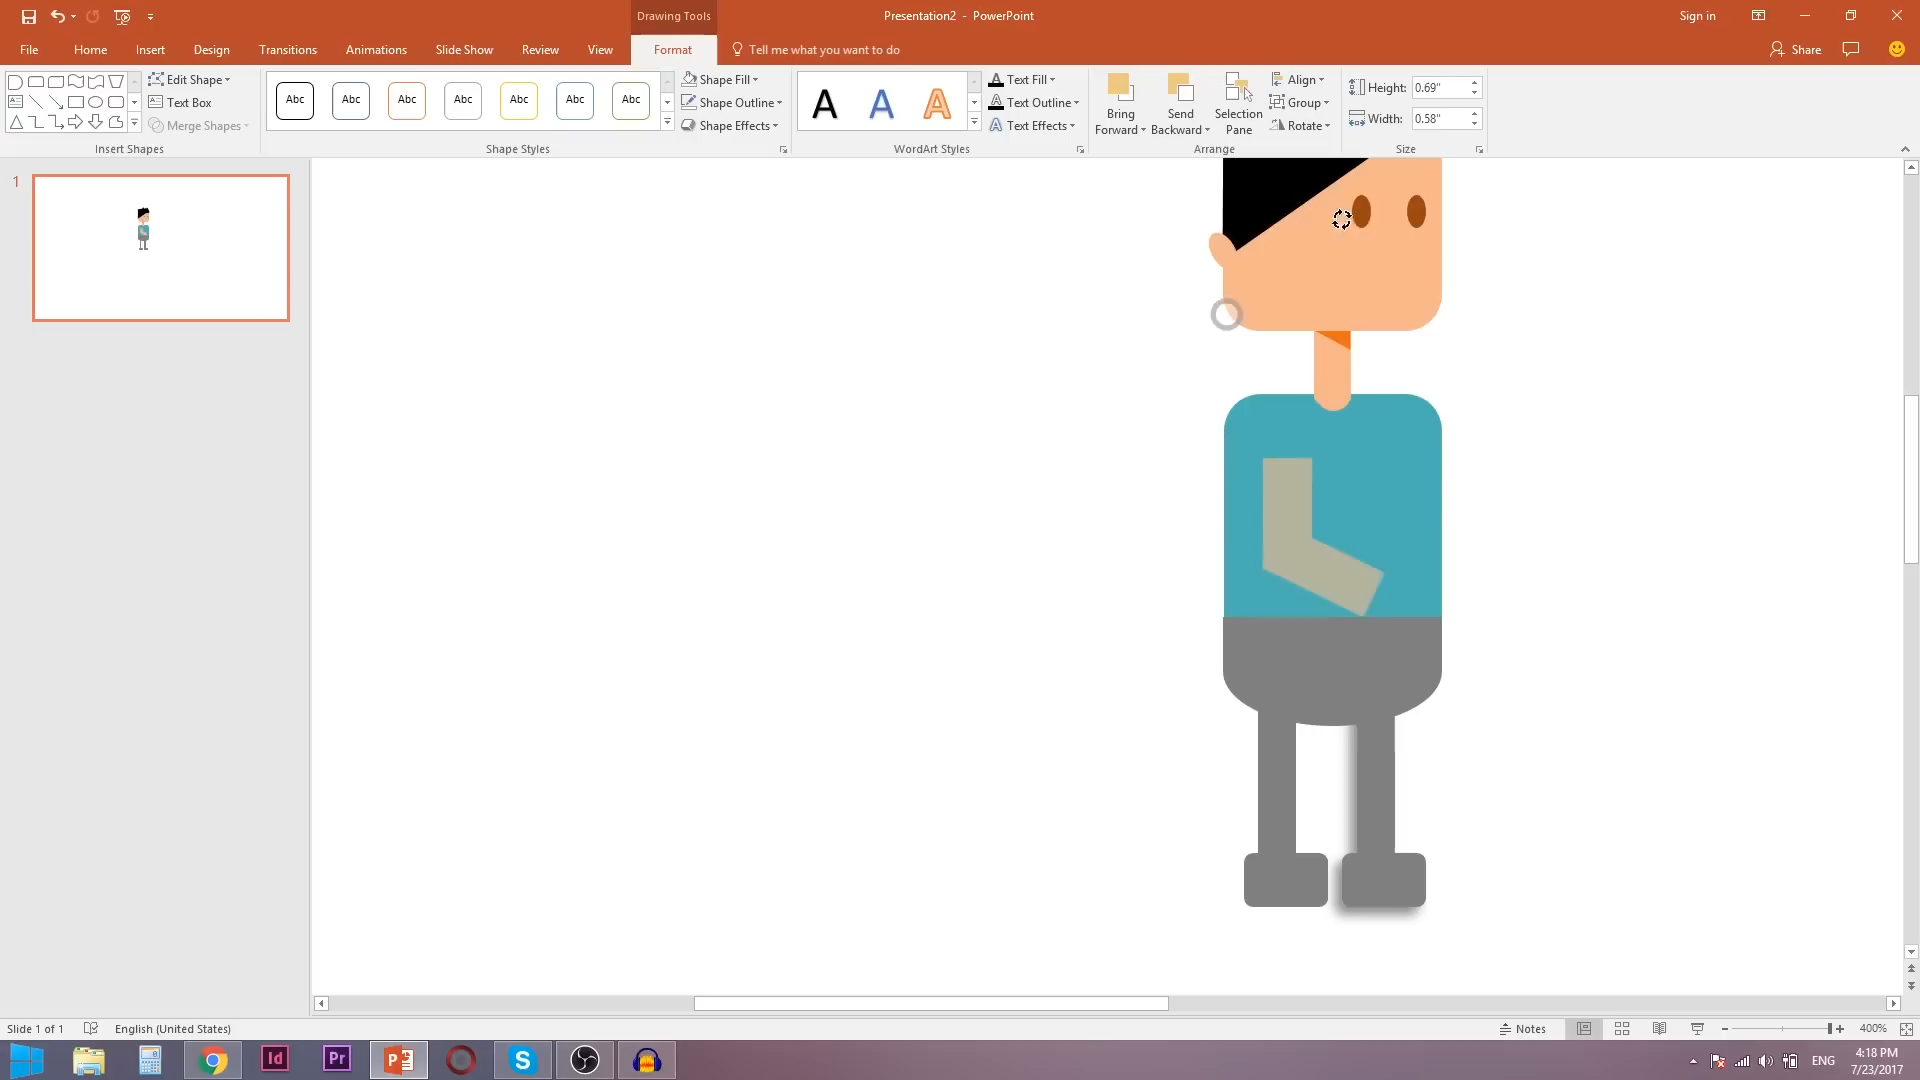 Drawing Tools
Presentation2 - PowerPoint
Sign in
File Home Insert Design Transitions Animations Slide Show Review View Format Tell me what you want to do Share
Edit Shape
Text Box
Merge Shapes
Insert Shapes
Abc Abc Abc Abc Abc Abc Abc
Shape Styles
Shape Fill
Shape Outline
Shape Effects
A A A
WordArt Styles
Text Fill
Text Outline
Text Effects
Bring Forward
Send Backward
Selection Pane
Align
Group
Rotate
Arrange
Height: 0.69"
Width: 0.58"
Size
1
Slide 1 of 1 English (United States) Notes 400%
Id Pr P S
ENG
4:18 PM
7/23/2017